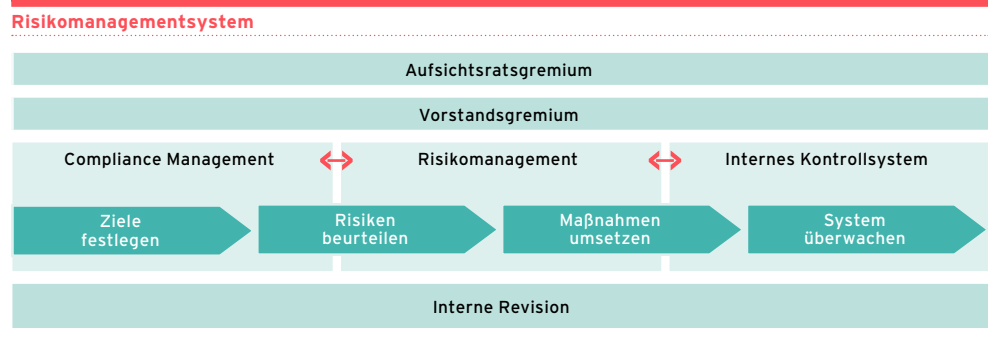 Risikomanagementsystem
Aufsichtsratsgremium
Vorstandsgremium
Compliance Management
Risikomanagement
Internes Kontrollsystem
Ziele
festlegen
Risiken
beurteilen
Maßnahmen
umsetzen
System
überwachen
Interne Revision